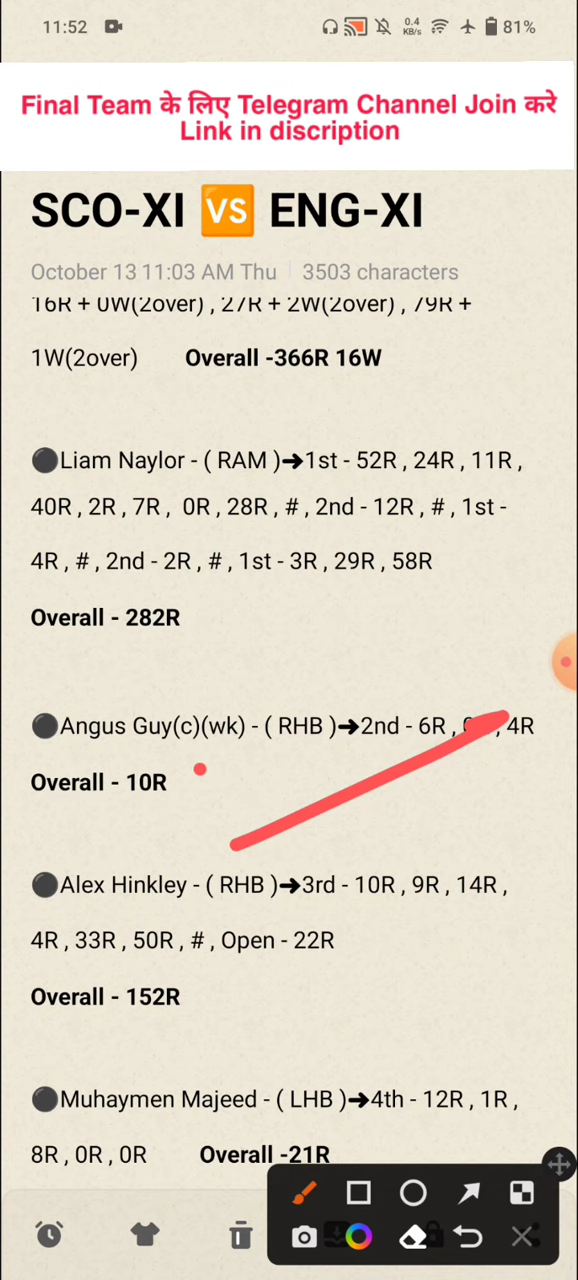 11:52 0.4 KB/s 81%
Final Team के लिए Telegram Channel Join करे
Link in discription
SCO-XI VS ENG-XI
October 13 11:03 AM Thu | 3503 characters
16R + 0W(2over) , 27R + 2W(2over) , 79R +
1W(2over) Overall -366R 16W
⚫Liam Naylor - ( RAM )➜1st - 52R , 24R , 11R ,
40R , 2R , 7R , 0R , 28R , # , 2nd - 12R , # , 1st -
4R , # , 2nd - 2R , # , 1st - 3R , 29R , 58R
Overall - 282R
⚫Angus Guy(c)(wk) - ( RHB )➜2nd - 6R , , 4R
Overall - 10R
⚫Alex Hinkley - ( RHB )➜3rd - 10R , 9R , 14R ,
4R , 33R , 50R , # , Open - 22R
Overall - 152R
⚫Muhaymen Majeed - ( LHB )➜4th - 12R , 1R ,
8R , 0R , 0R Overall -21R